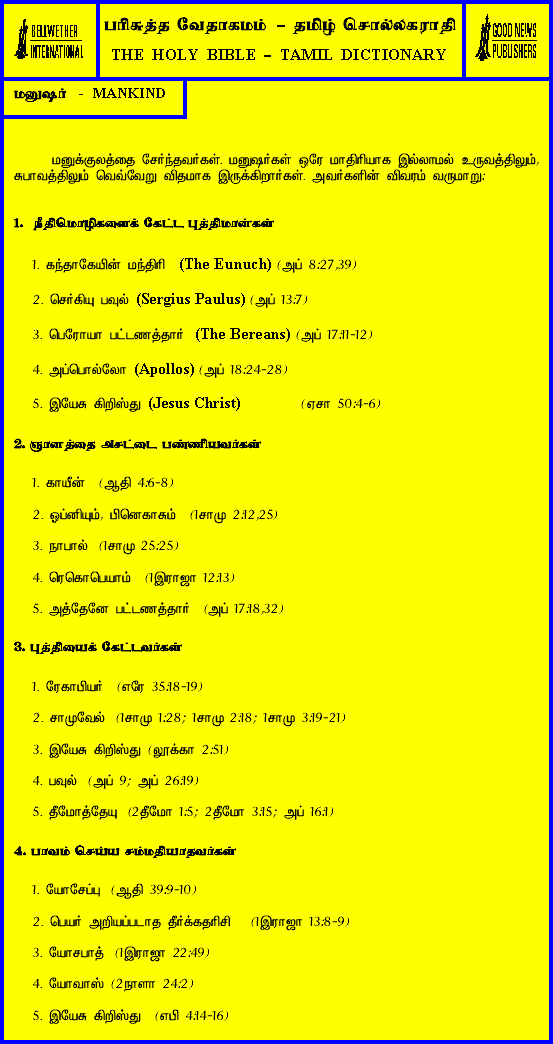 BELLWETHER
INTERNATIONAL
பரிசுத்த வேதாகமம் – தமிழ் சொல்லகராதி
THE HOLY BIBLE – TAMIL DICTIONARY
GOOD NEWS
PUBLISHERS
மனுஷர் - MANKIND
மனுக்குலத்தை சேர்ந்தவர்கள். மனுஷர்கள் ஒரே மாதிரியாக இல்லாமல் உருவத்திலும்,
சுபாவத்திலும் வெவ்வேறு விதமாக இருக்கிறார்கள். அவர்களின் விவரம் வருமாறு:
1. நீதிமொழிகளைக் கேட்ட புத்திமான்கள்
1. கந்தாகேயின் மந்திரி (The Eunuch) (அப் 8:27,39)
2. செர்கியு பவுல் (Sergius Paulus) (அப் 13:7)
3. பெரோயா பட்டணத்தார் (The Bereans) (அப் 17:11-12)
4. அப்பொல்லோ (Apollos) (அப் 18:24-28)
5. இயேசு கிறிஸ்து (Jesus Christ) (ஏசா 50:4-6)
2. ஞானத்தை அசட்டை பண்ணியவர்கள்
1. காயீன் (ஆதி 4:6-8)
2. ஒப்னியும், பினெகாசும் (1சாமு 2:12,25)
3. நாபால் (1சாமு 25:25)
4. ரெகொபெயாம் (1இராஜா 12:13)
5. அத்தேனே பட்டணத்தார் (அப் 17:18,32)
3. புத்தியைக் கேட்டவர்கள்
1. ரேகாபியர் (எரே 35:18-19)
2. சாமுவேல் (1சாமு 1:28; 1சாமு 2:18; 1சாமு 3:19-21)
3. இயேசு கிறிஸ்து (லூக்கா 2:51)
4. பவுல் (அப் 9; அப் 26:19)
5. தீமோத்தேயு (2தீமோ 1:5; 2தீமோ 3:15; அப் 16:1)
4. பாவம் செய்ய சம்மதியாதவர்கள்
1. யோசேப்பு (ஆதி 39:9-10)
2. பெயர் அறியப்படாத தீர்க்கதரிசி (1இராஜா 13:8-9)
3. யோசபாத் (1இராஜா 22:49)
4. யோவாஸ் (2நாளா 24:2)
5. இயேசு கிறிஸ்து (எபி 4:14-16)